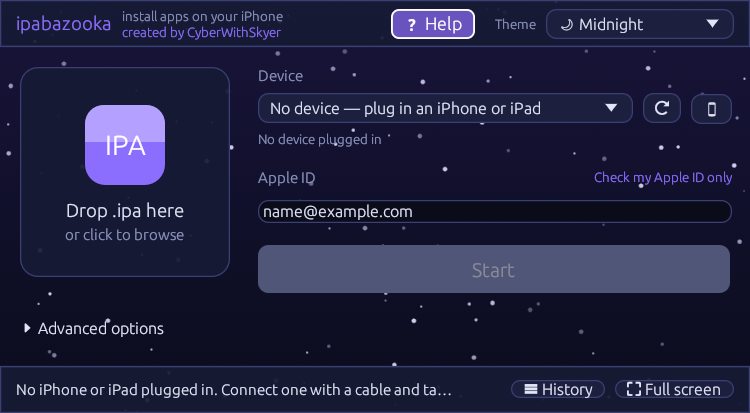 ipabazooka
install apps on your iPhone
created by CyberWithSkyer
? Help
Theme
Midnight
IPA
Drop .ipa here
or click to browse
Device
No device — plug in an iPhone or iPad
No device plugged in
Apple ID
Check my Apple ID only
name@example.com
Start
Advanced options
No iPhone or iPad plugged in. Connect one with a cable and ta…
History
Full screen